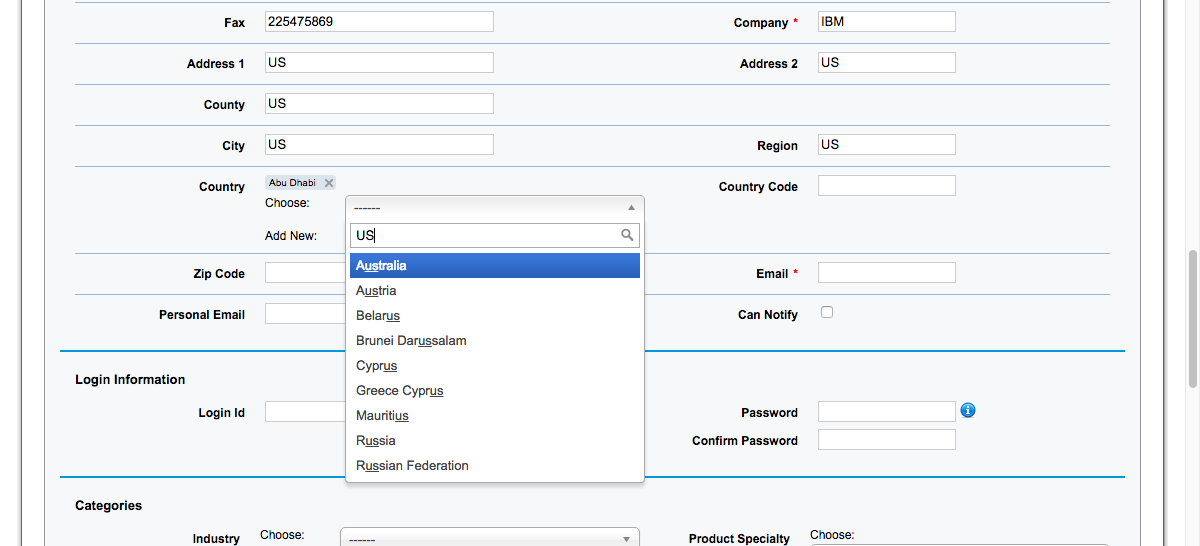 Fax 225475869 Company * IBM
Address 1 US Address 2 US
County US
City US Region US
Country Abu Dhabi Country Code
Choose: ------
Add New: US
Australia
Zip Code Email *
Austria
Personal Email Belarus Can Notify
Brunei Darussalam
Cyprus
Login Information
Greece Cyprus
Login Id Mauritius Password
Russia Confirm Password
Russian Federation
Categories
Industry Choose: ------ Product Specialty Choose: